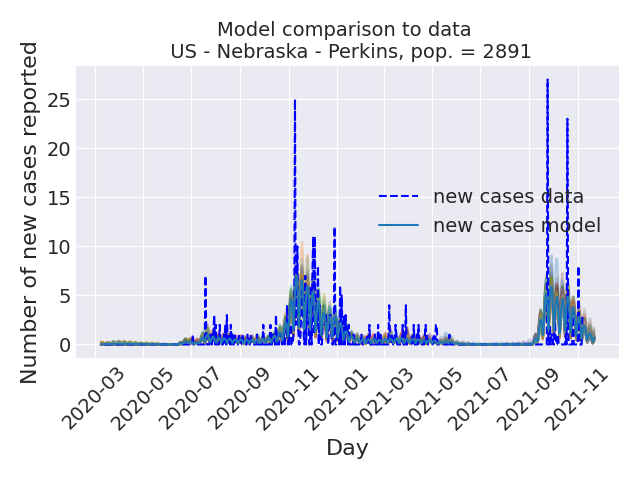 Model comparison to data
US - Nebraska - Perkins, pop. = 2891
Number of new cases reported
25
20
15
10
5
0
new cases data
new cases model
2020-03
2020-05
2020-07
2020-09
2020-11
2021-01
2021-03
2021-05
2021-07
2021-09
2021-11
Day